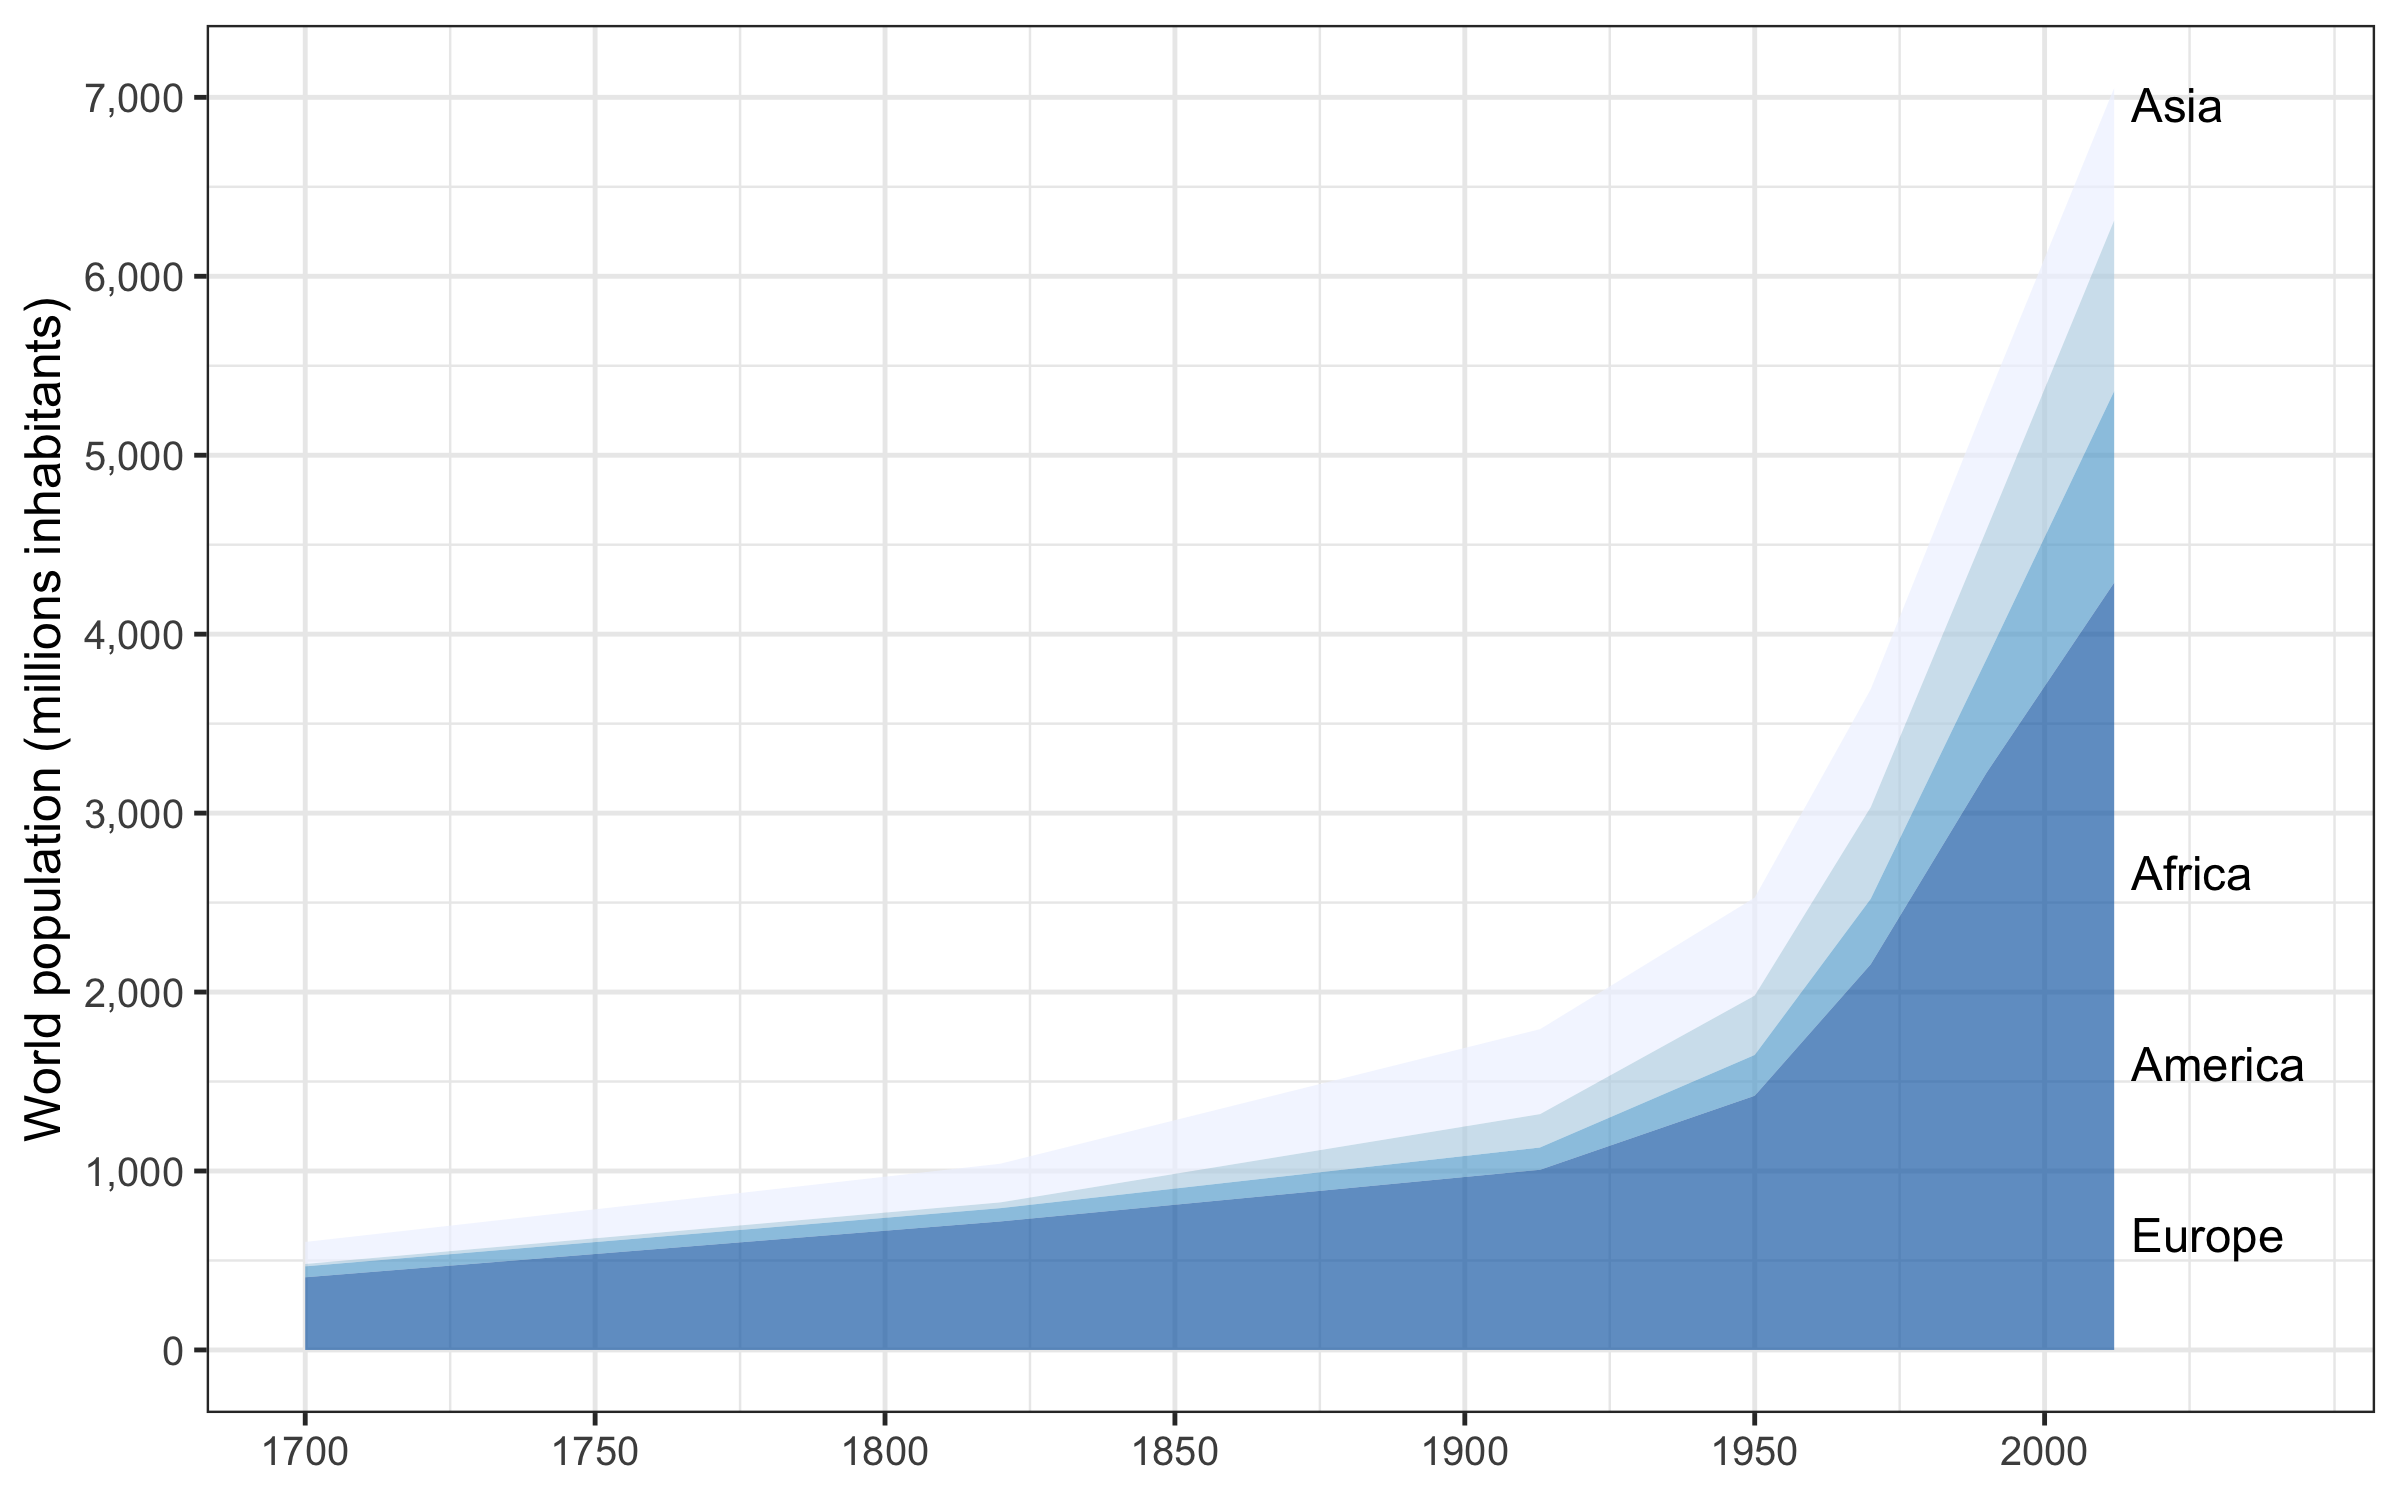 World population (millions inhabitants)
7,000
6,000
5,000
4,000
3,000
2,000
1,000
0
Asia
Africa
America
Europe
1700 1750 1800 1850 1900 1950 2000